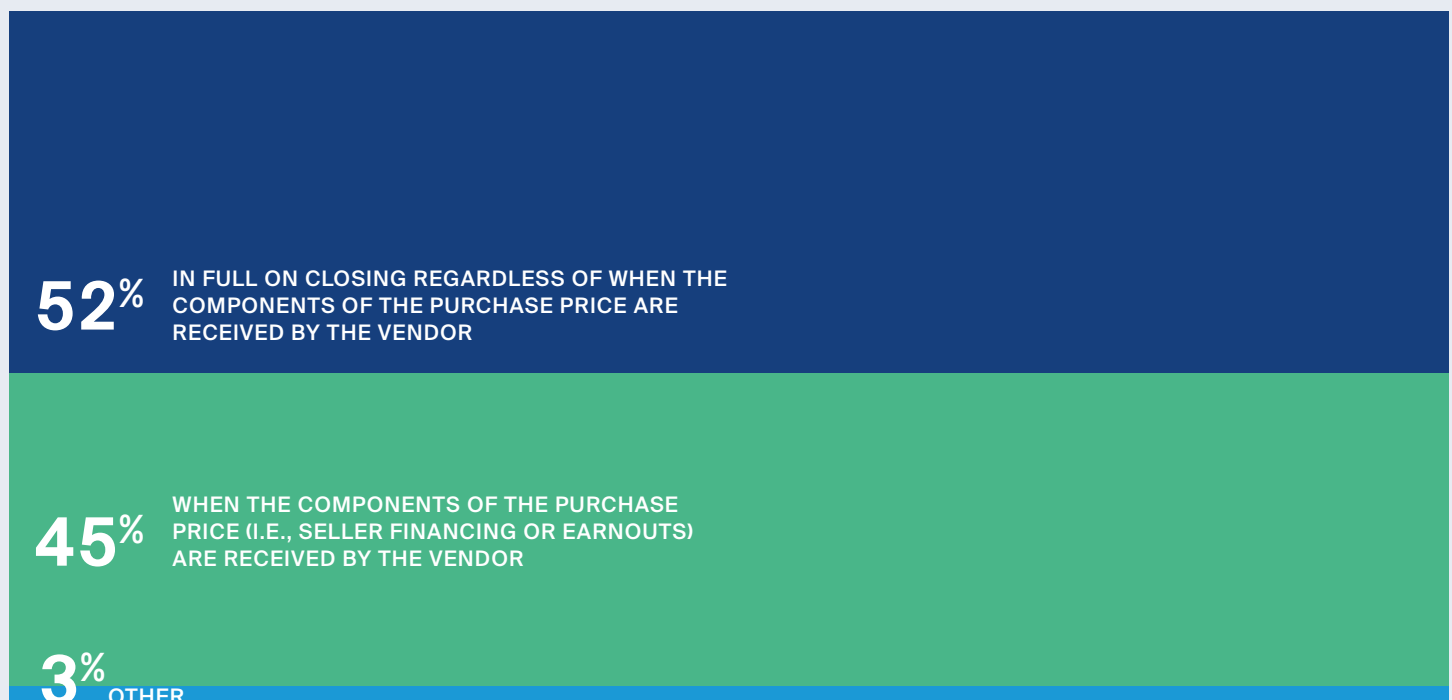 52%
IN FULL ON CLOSING REGARDLESS OF WHEN THE
COMPONENTS OF THE PURCHASE PRICE ARE
RECEIVED BY THE VENDOR
45%
WHEN THE COMPONENTS OF THE PURCHASE
PRICE (I.E., SELLER FINANCING OR EARNOUTS)
ARE RECEIVED BY THE VENDOR
3%
OTHER